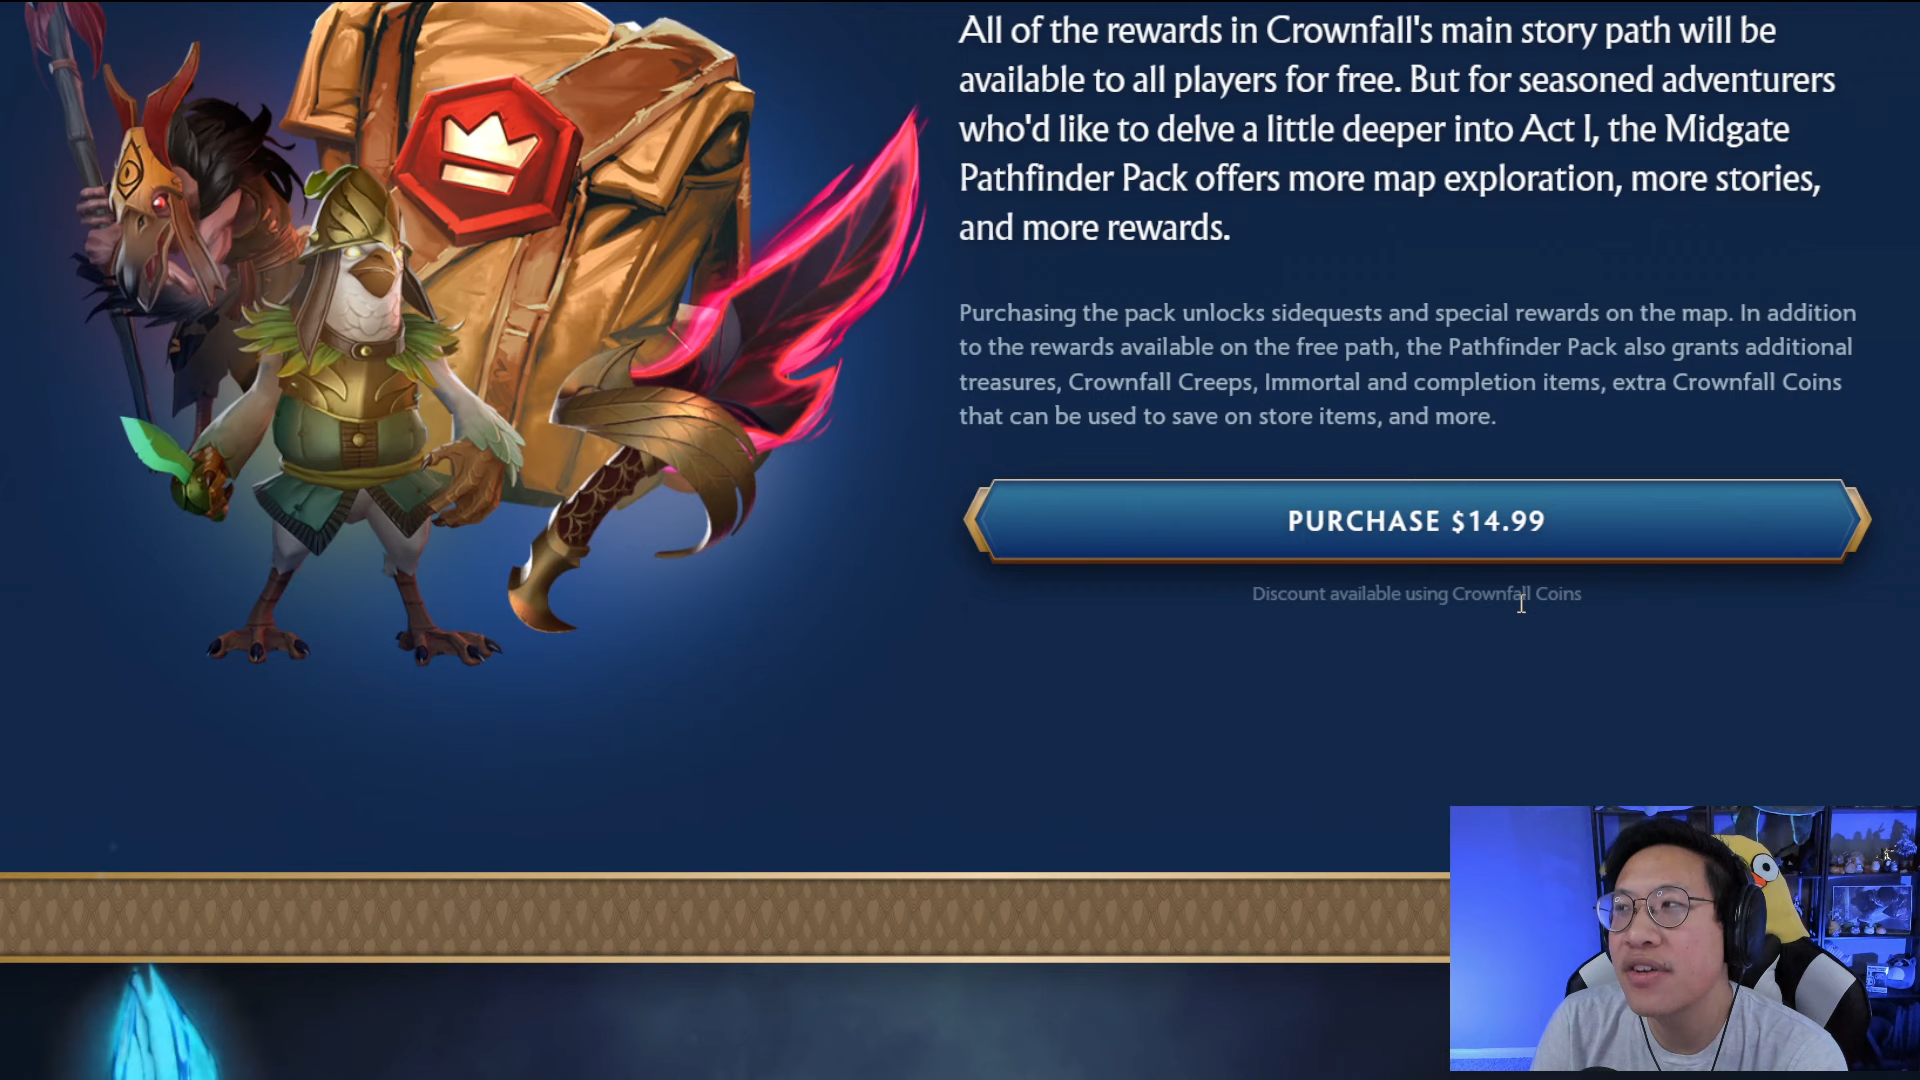 All of the rewards in Crownfall's main story path will be
available to all players for free. But for seasoned adventurers
who'd like to delve a little deeper into Act I, the Midgate
Pathfinder Pack offers more map exploration, more stories,
and more rewards.
Purchasing the pack unlocks sidequests and special rewards on the map. In addition
to the rewards available on the free path, the Pathfinder Pack also grants additional
treasures, Crownfall Creeps, Immortal and completion items, extra Crownfall Coins
that can be used to save on store items, and more.
PURCHASE $14.99
Discount available using Crownfall Coins